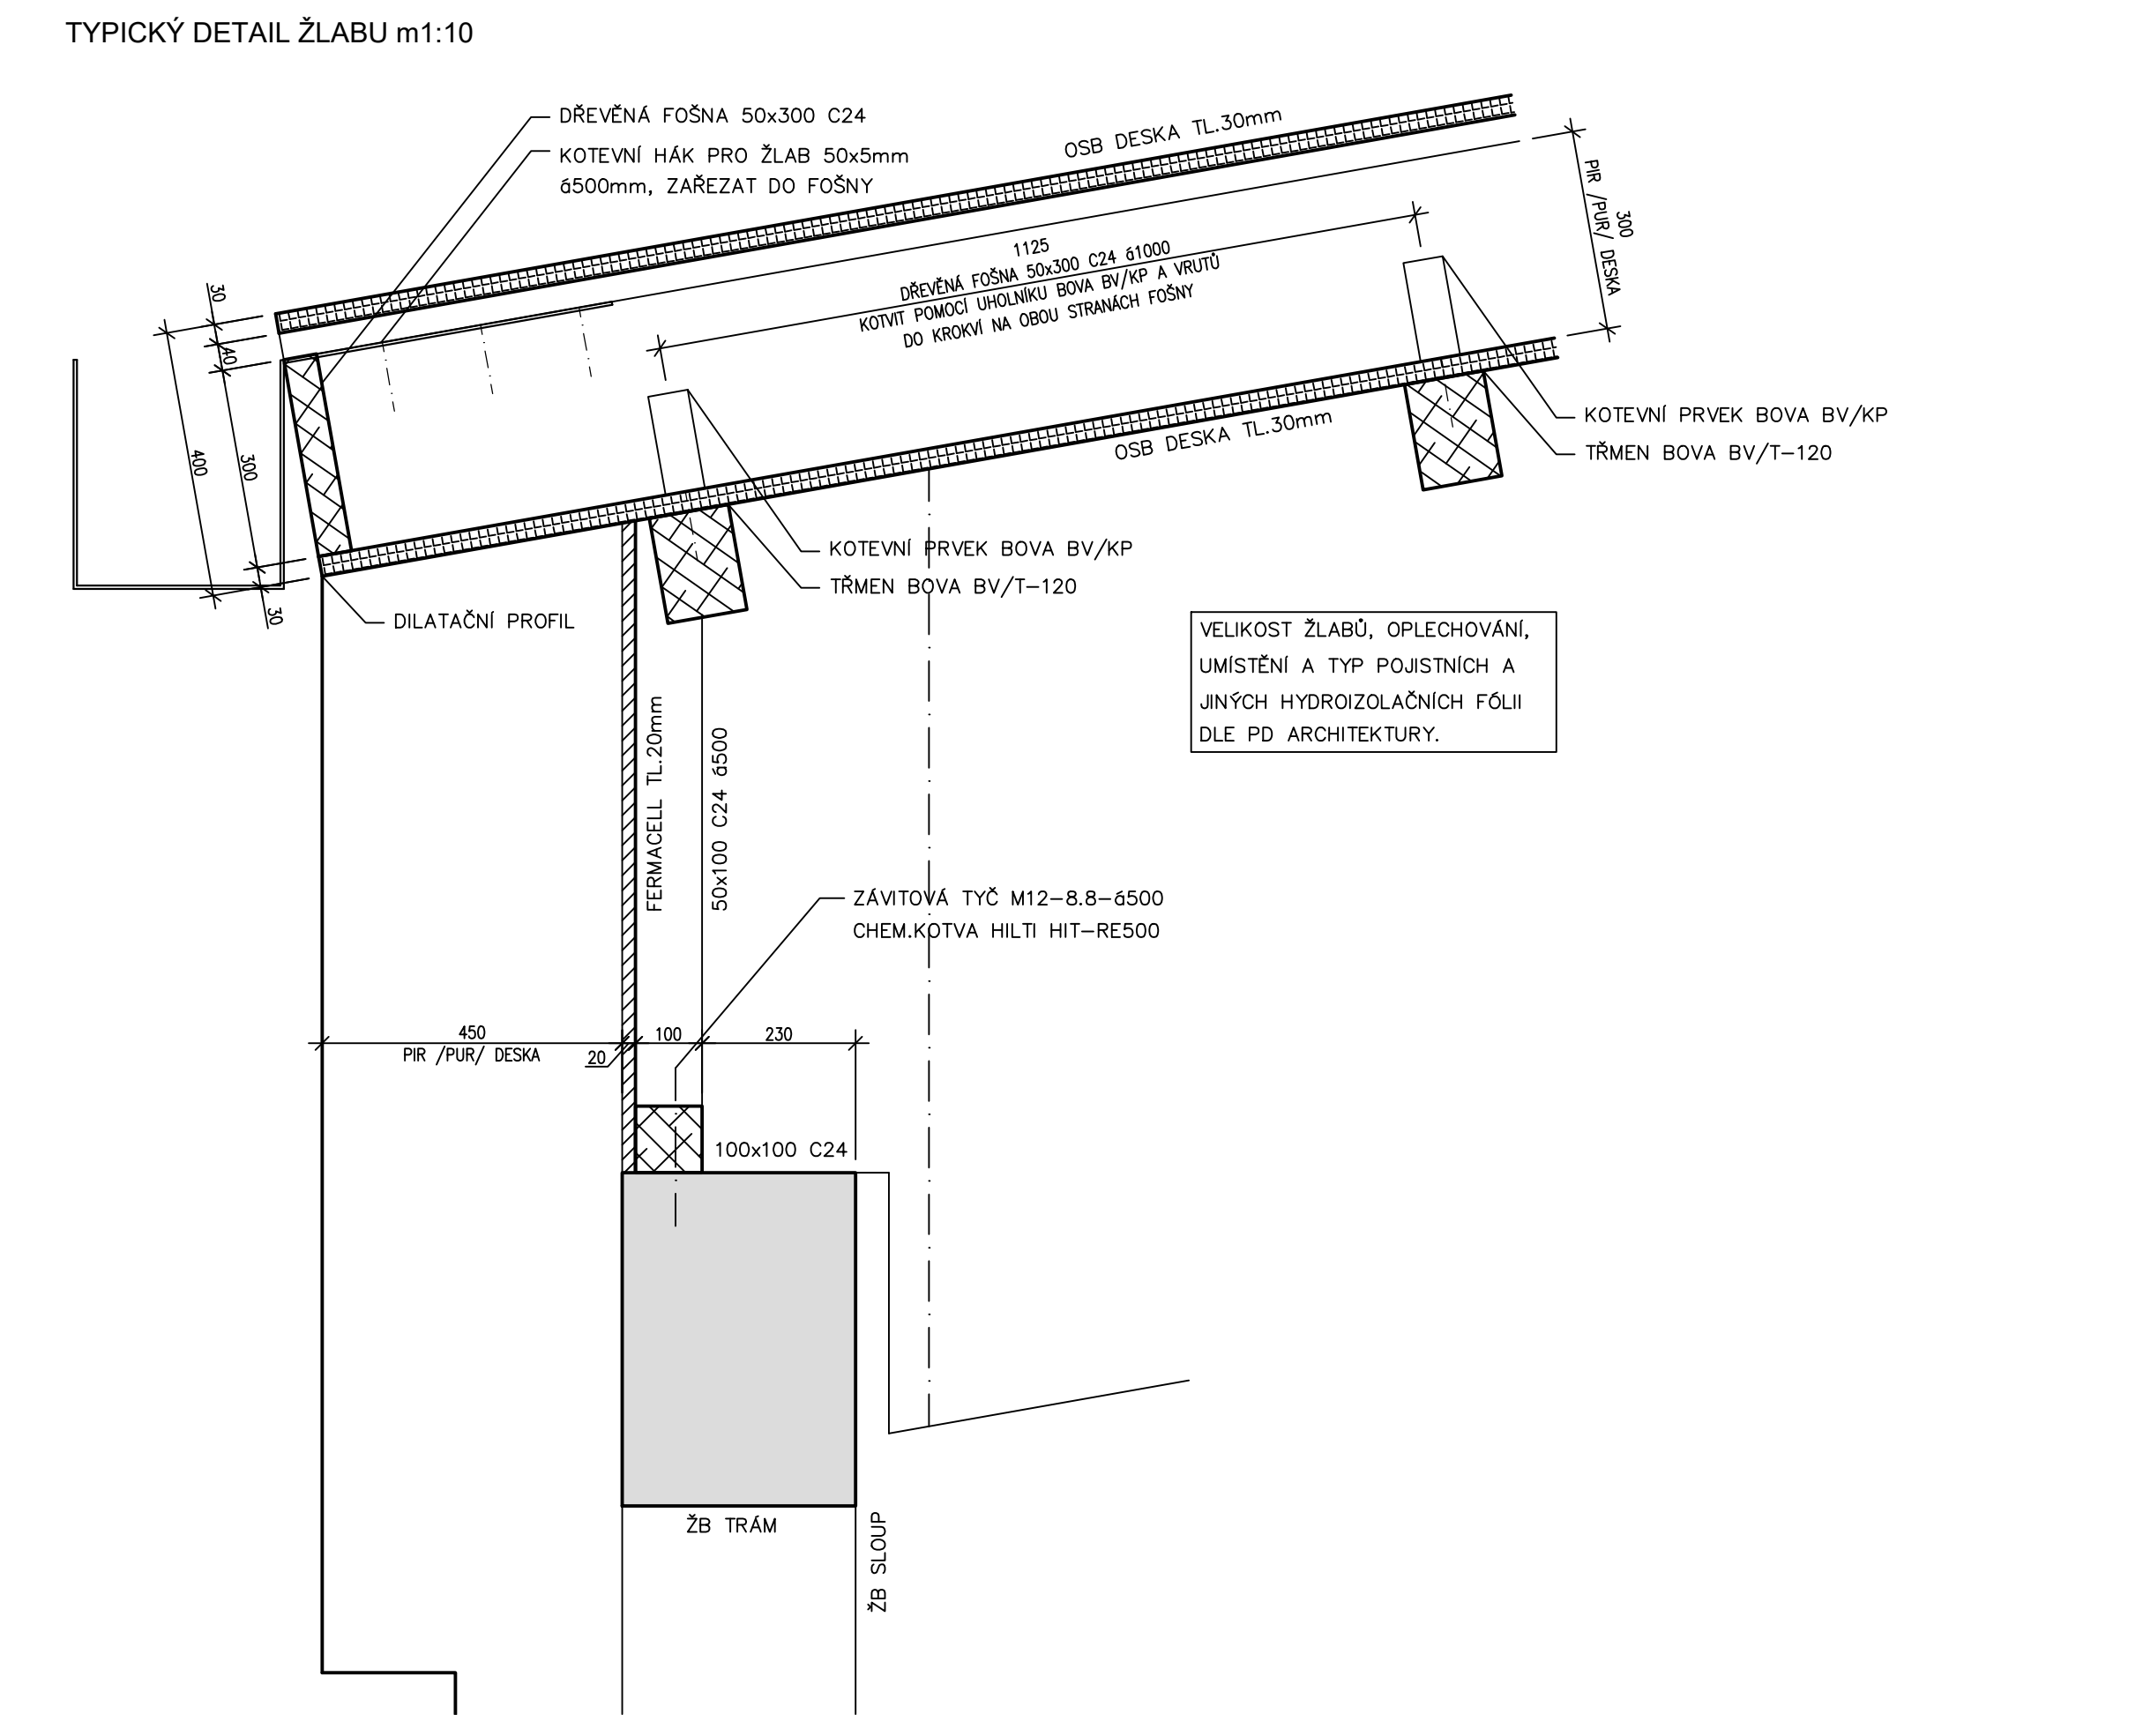 TYPICKÝ DETAIL ŽLABU m1:10
DŘEVĚNÁ FOŠNA 50x300 C24
KOTEVNÍ HÁK PRO ŽLAB 50x5mm
á500mm, ZAŘEZAT DO FOŠNY
OSB DESKA TL.30mm
300
PIR /PUR/ DESKA
1125
DŘEVĚNÁ FOŠNA 50x300 C24 á1000
KOTVIT POMOCÍ UHOLNÍKU BOVA BV/KP A VRUTŮ
DO KROKVÍ NA OBOU STRANÁCH FOŠNY
30
40
400
300
30
OSB DESKA TL.30mm
KOTEVNÍ PRVEK BOVA BV/KP
TŘMEN BOVA BV/T-120
KOTEVNÍ PRVEK BOVA BV/KP
TŘMEN BOVA BV/T-120
DILATAČNÍ PROFIL
VELIKOST ŽLABŮ, OPLECHOVÁNÍ,
UMÍSTĚNÍ A TYP POJISTNÍCH A
JINÝCH HYDROIZOLAČNÍCH FÓLII
DLE PD ARCHITEKTURY.
FERMACELL TL.20mm
50x100 C24 á500
ZÁVITOVÁ TYČ M12-8.8-á500
CHEM.KOTVA HILTI HIT-RE500
450
PIR /PUR/ DESKA
20
100
230
100x100 C24
ŽB TRÁM
ŽB SLOUP